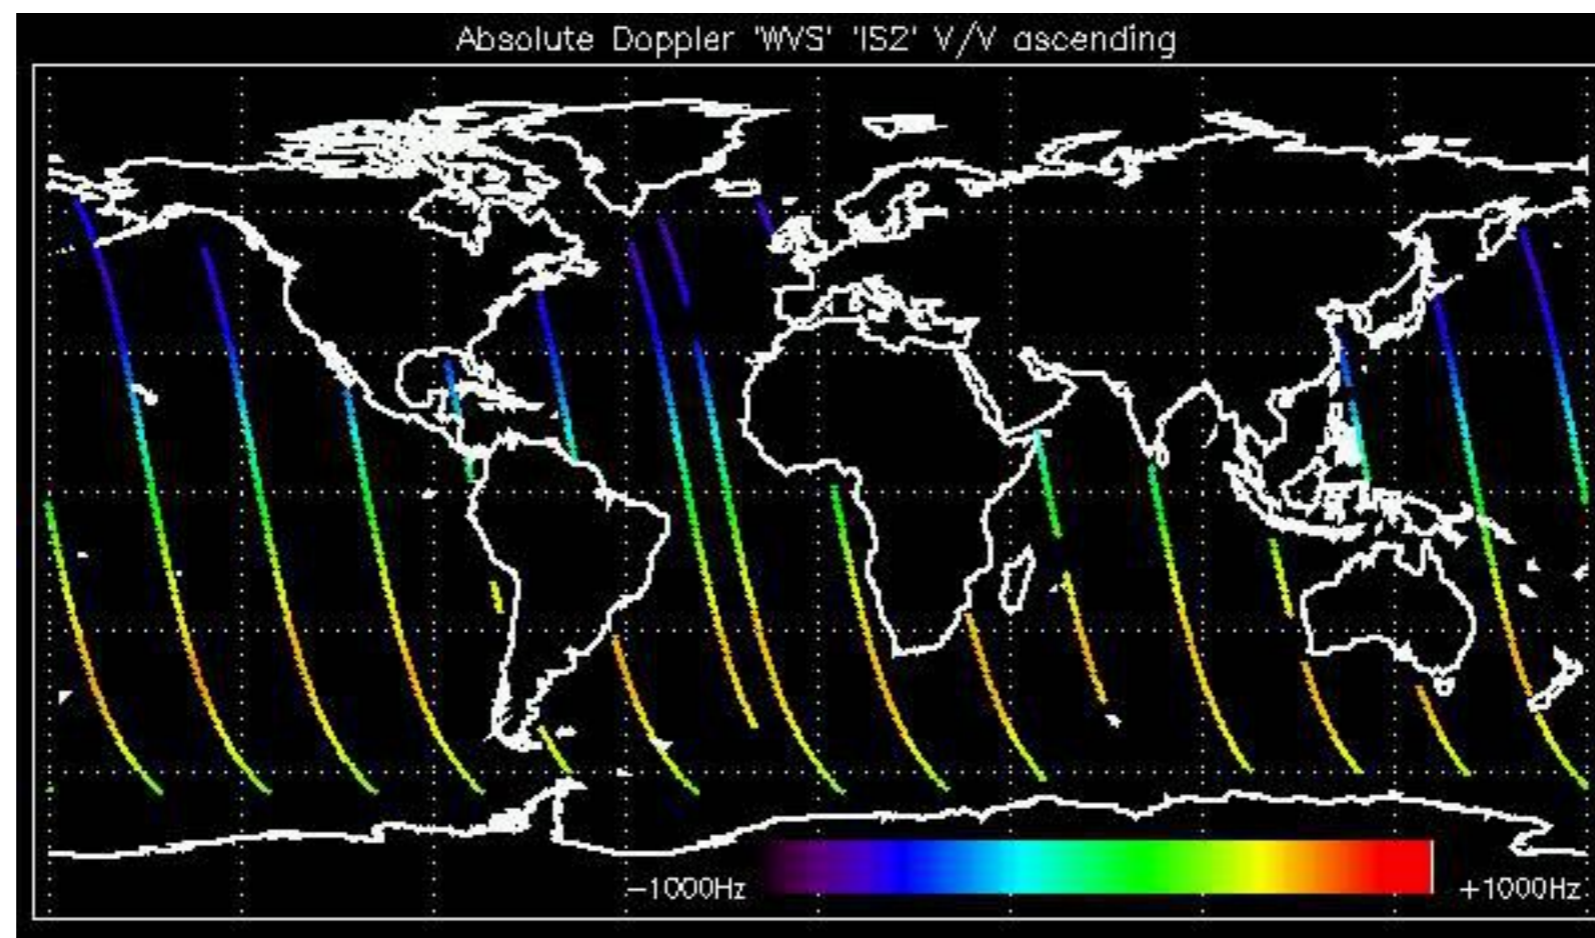 Absolute Doppler 'WVS' 'IS2' V/V ascending
−1000Hz +1000Hz